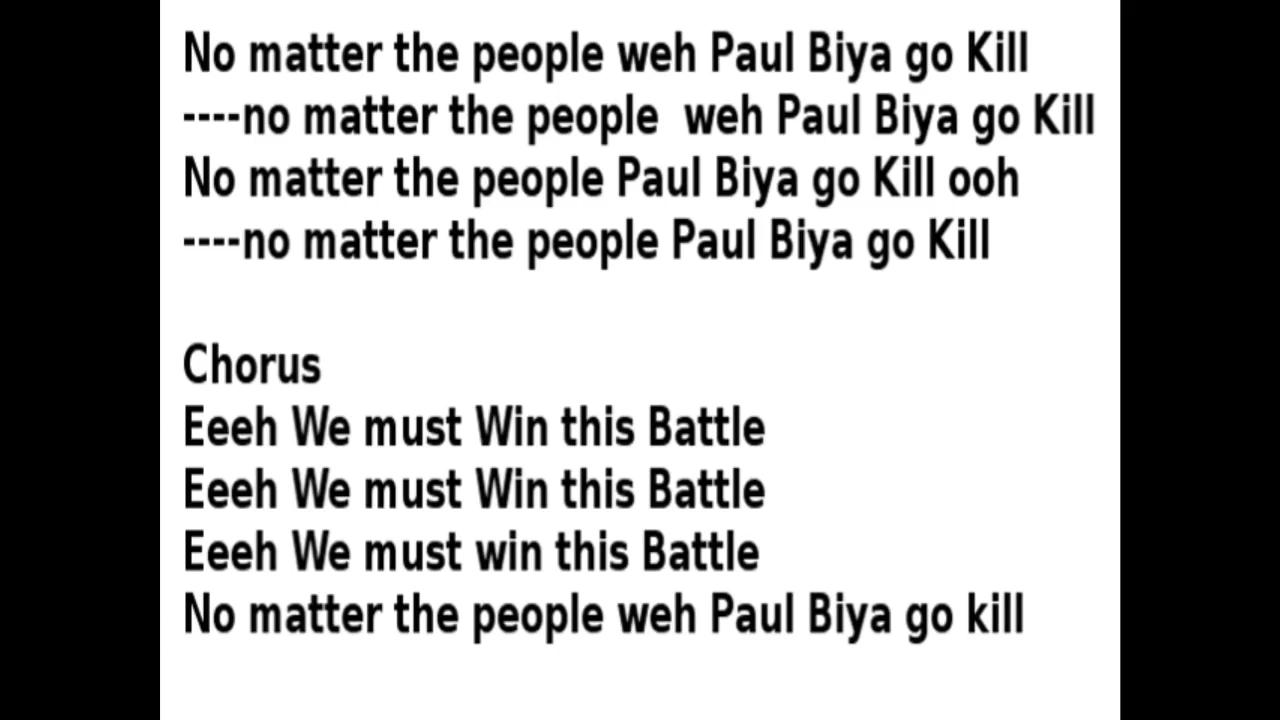 No matter the people weh Paul Biya go Kill
----no matter the people  weh Paul Biya go Kill
No matter the people Paul Biya go Kill ooh
----no matter the people Paul Biya go Kill
Chorus
Eeeh We must Win this Battle
Eeeh We must Win this Battle
Eeeh We must win this Battle
No matter the people weh Paul Biya go kill